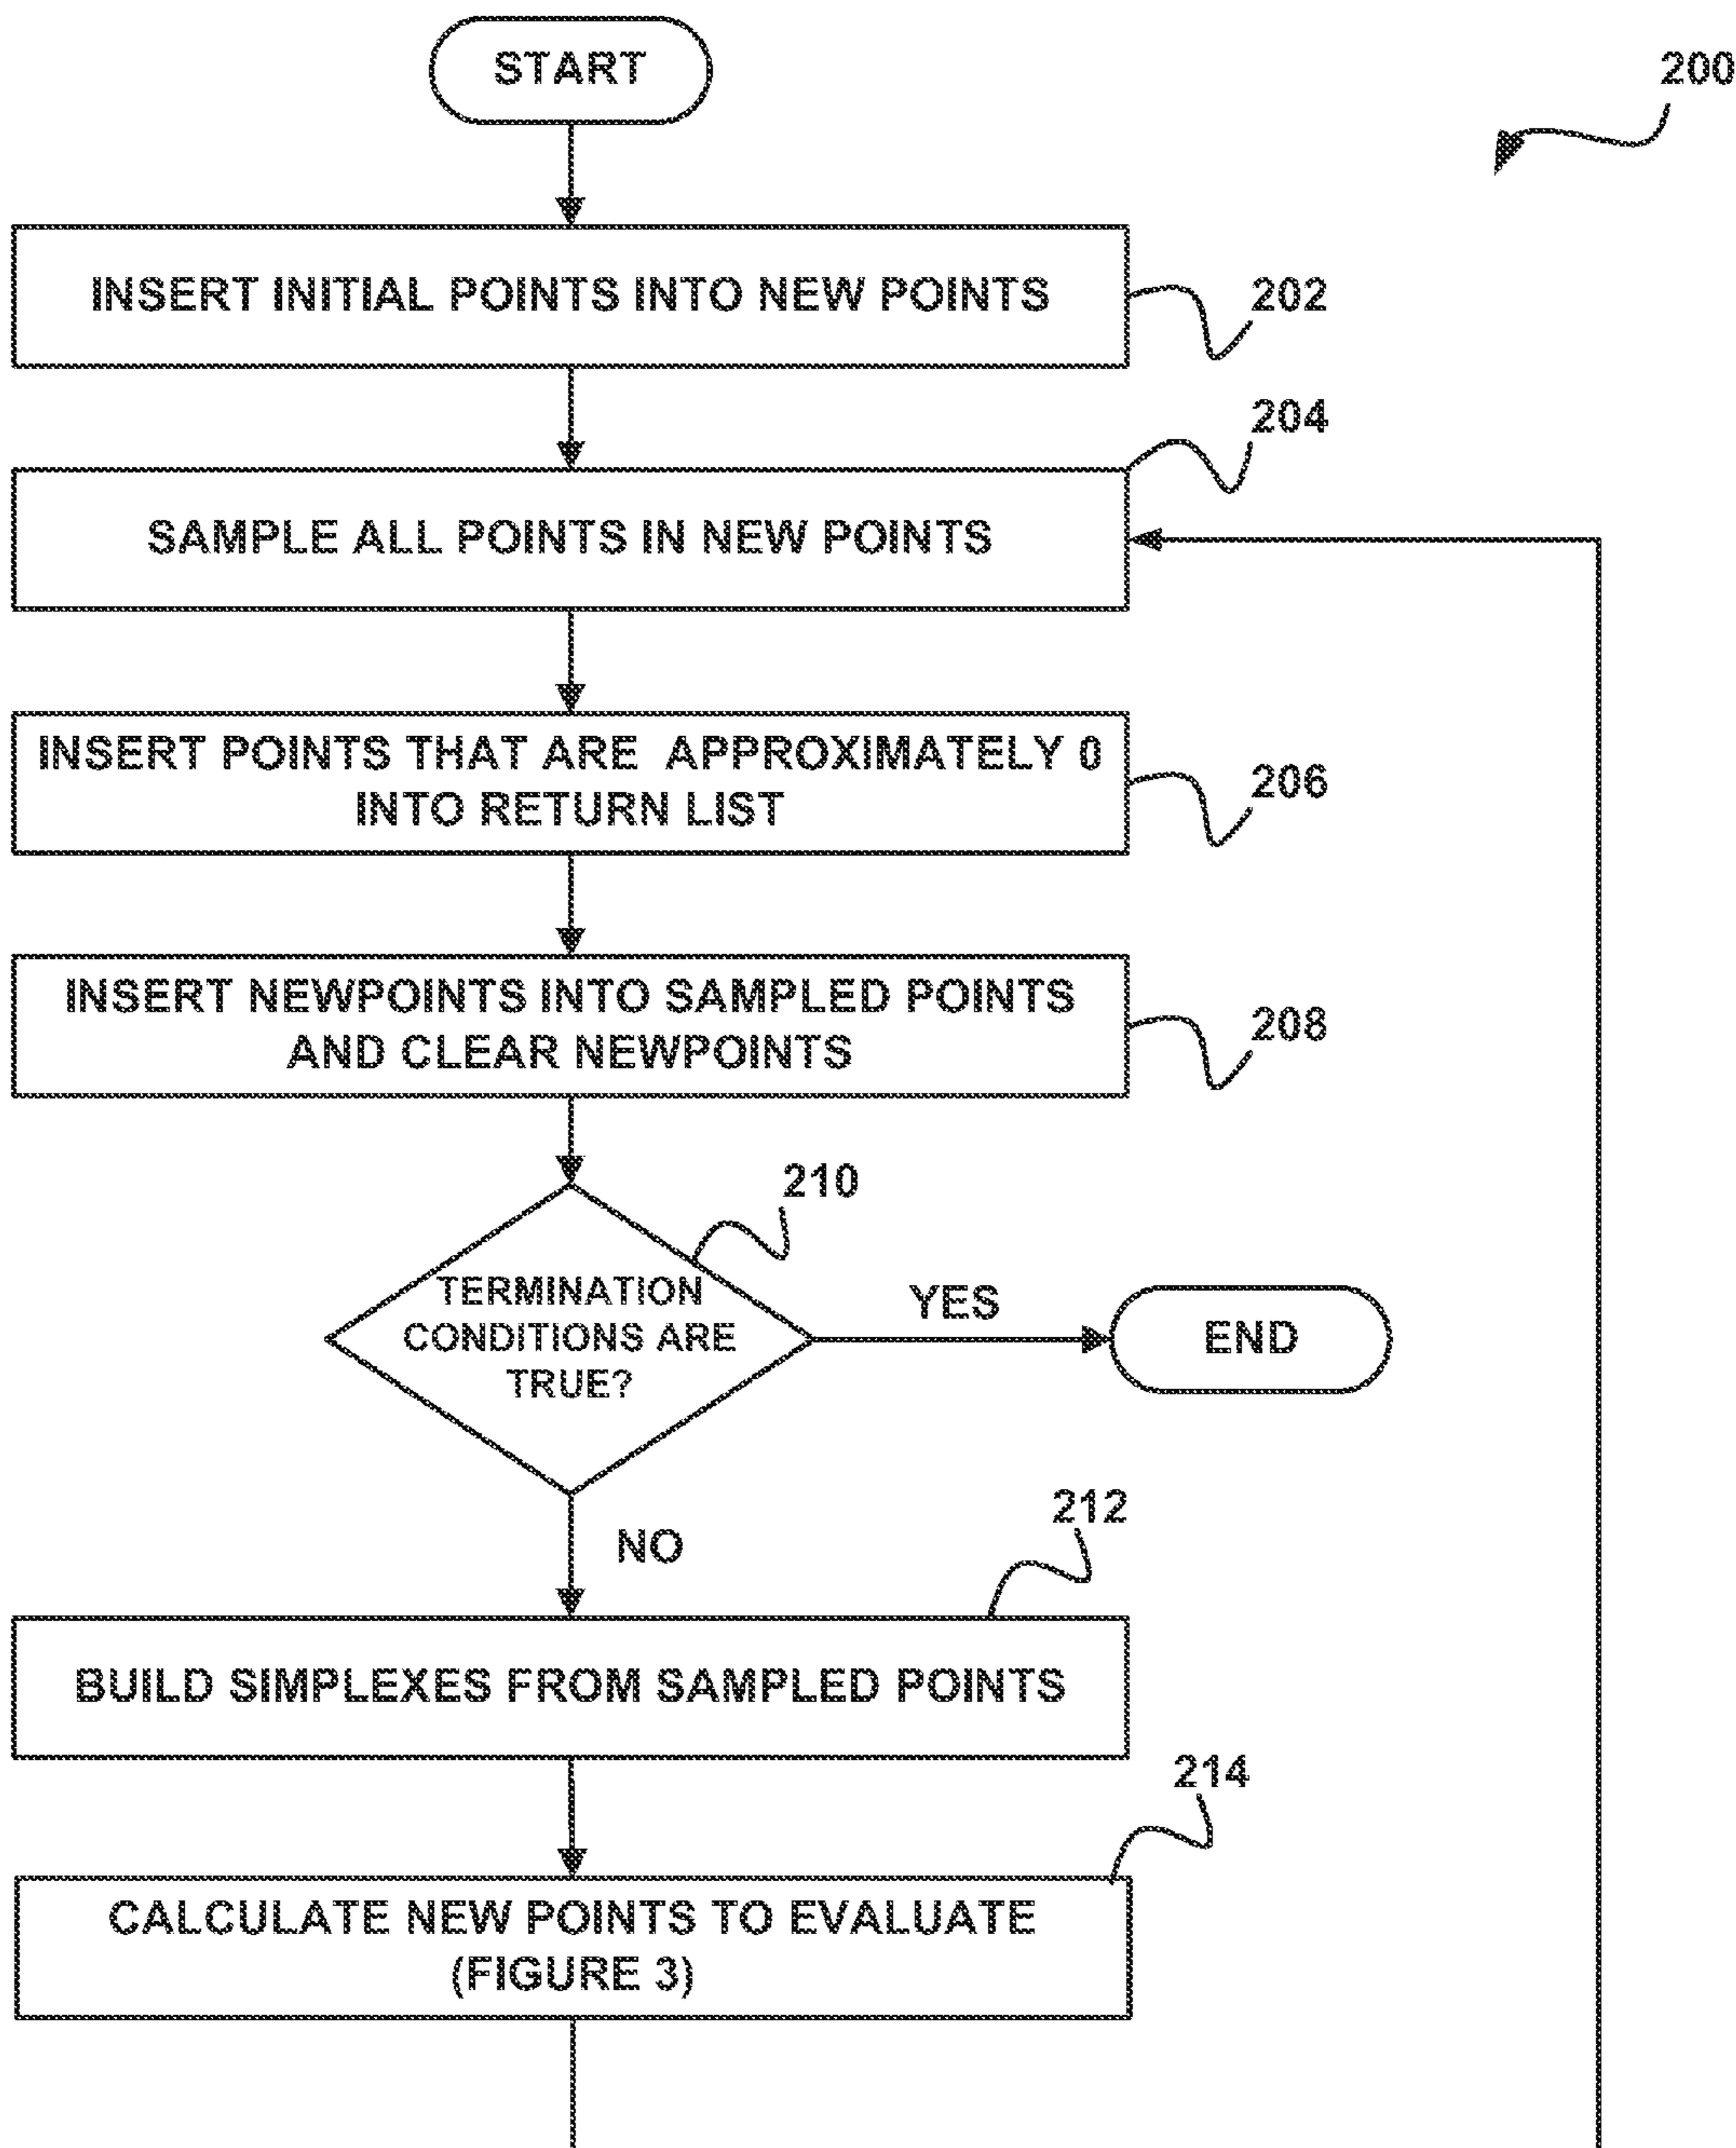 START
200
INSERT INITIAL POINTS INTO NEW POINTS
202
204
SAMPLE ALL POINTS IN NEW POINTS
INSERT POINTS THAT ARE APPROXIMATELY 0
INTO RETURN LIST
206
INSERT NEWPOINTS INTO SAMPLED POINTS
AND CLEAR NEWPOINTS
208
210
TERMINATION
CONDITIONS ARE
TRUE?
YES
END
NO
212
BUILD SIMPLEXES FROM SAMPLED POINTS
214
CALCULATE NEW POINTS TO EVALUATE
(FIGURE 3)